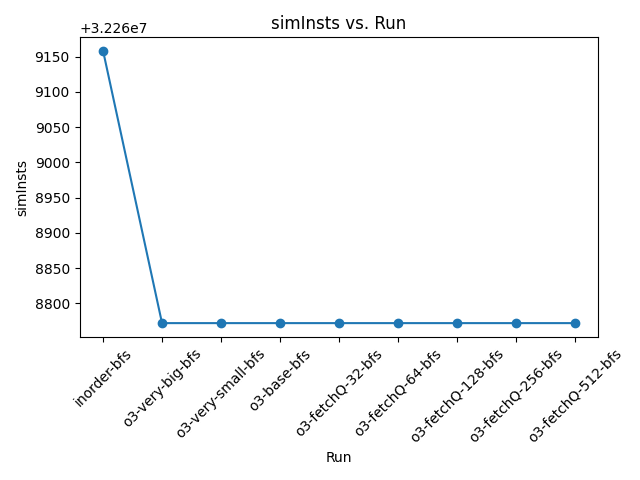 simInsts vs. Run
+3.226e7
9150
9100
9050
9000
8950
8900
8850
8800
simInsts
inorder-bfs
o3-very-big-bfs
o3-very-small-bfs
o3-base-bfs
o3-fetchQ-32-bfs
o3-fetchQ-64-bfs
o3-fetchQ-128-bfs
o3-fetchQ-256-bfs
o3-fetchQ-512-bfs
Run